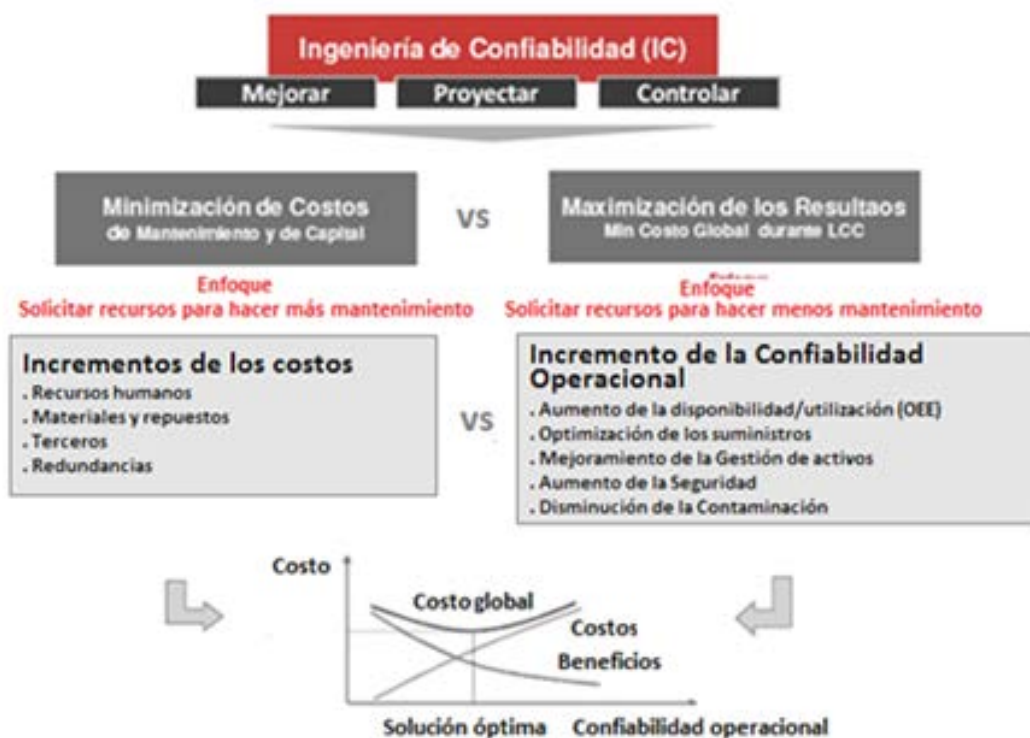 Ingeniería de Confiabilidad (IC)
Mejorar
Proyectar
Controlar
Minimización de Costos
de Mantenimiento y de Capital
VS
Maximización de los Resultaos
Min Costo Global durante LCC
Enfoque
Solicitar recursos para hacer más mantenimiento
Enfoque
Solicitar recursos para hacer menos mantenimiento
Incrementos de los costos
. Recursos humanos
. Materiales y repuestos
. Terceros
. Redundancias
VS
Incremento de la Confiabilidad
Operacional
. Aumento de la disponibilidad/utilización (OEE)
. Optimización de los suministros
. Mejoramiento de la Gestión de activos
. Aumento de la Seguridad
. Disminución de la Contaminación
Costo
Costo global
Costos
Beneficios
Solución óptima
Confiabilidad operacional